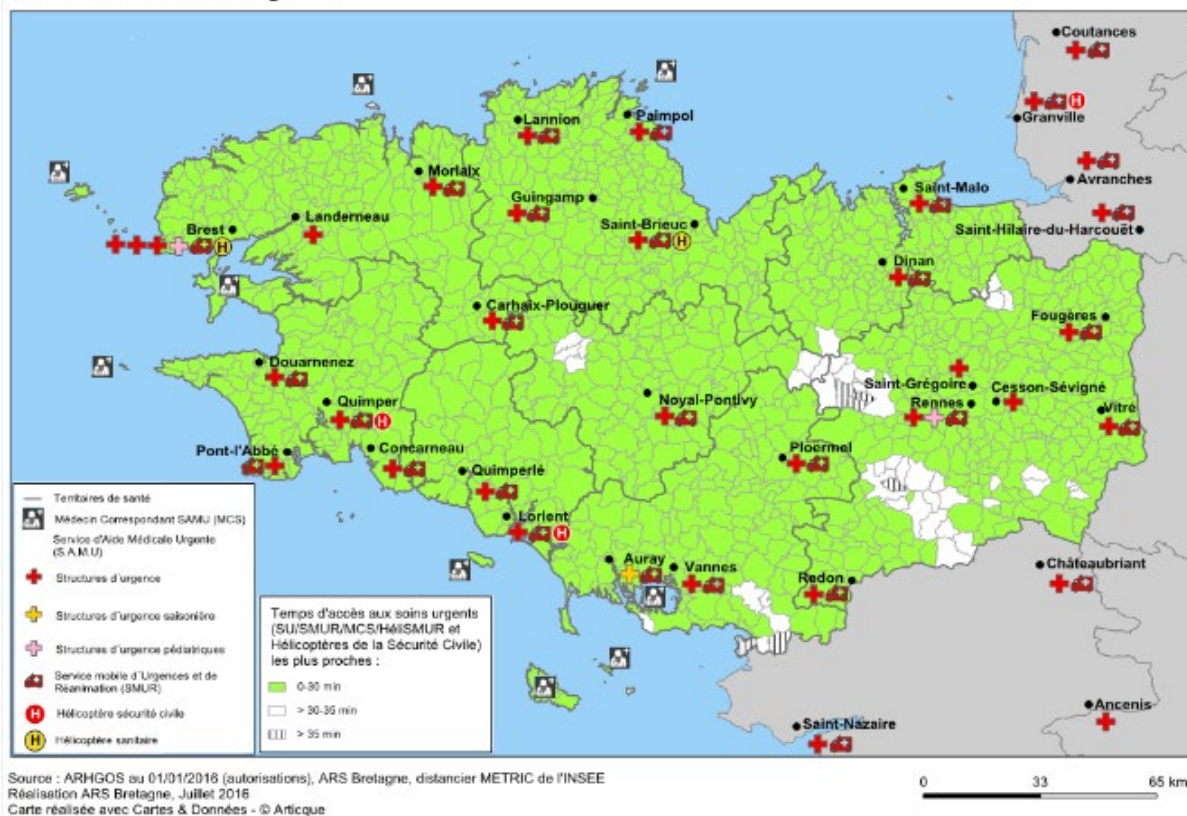 Coutances
Granville
Avranches
Saint-Hilaire-du-Harcouët
Lannion
Paimpol
Morlaix
Guingamp
Saint-Malo
Brest
Landerneau
Saint-Brieuc
Dinan
Carhaix-Plouguer
Fougères
Douarnenez
Saint-Grégoire
Cesson-Sévigné
Noyal-Pontivy
Rennes
Vitré
Quimper
Ploërmel
Pont-l'Abbé
Concarneau
Quimperlé
Lorient
Auray
Vannes
Redon
Châteaubriant
Saint-Nazaire
Ancenis
H
H
H
H
H
Territoires de santé
Médecin Correspondant SAMU (MCS)
Service d'Aide Médicale Urgente
(S.A.M.U)
Structures d'urgence
Structures d'urgence saisonière
Structures d'urgence pédiatriques
Service mobile d'Urgences et de
Réanimation (SMUR)
H Hélicoptère sécurité civile
H Hélicoptère sanitaire
Temps d'accès aux soins urgents
(SU/SMUR/MCS/HéliSMUR et
Hélicoptères de la Sécurité Civile)
les plus proches :
0-30 min
> 30-35 min
> 35 min
Source : ARHGOS au 01/01/2016 (autorisations), ARS Bretagne, distancier METRIC de l'INSEE
Réalisation ARS Bretagne, Juillet 2016
Carte réalisée avec Cartes & Données - © Articque
0 33 65 km